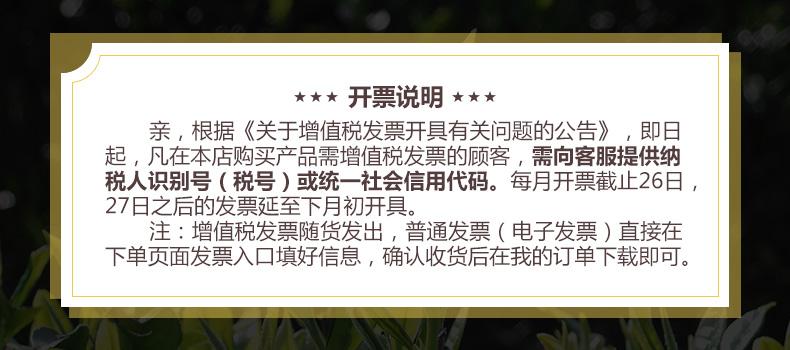 ★★★ 开票说明 ★★★
亲，根据《关于增值税发票开具有关问题的公告》，即日
起，凡在本店购买产品需增值税发票的顾客，需向客服提供纳
税人识别号（税号）或统一社会信用代码。每月开票截止26日，
27日之后的发票延至下月初开具。
注：增值税发票随货发出，普通发票（电子发票）直接在
下单页面发票入口填好信息，确认收货后在我的订单下载即可。